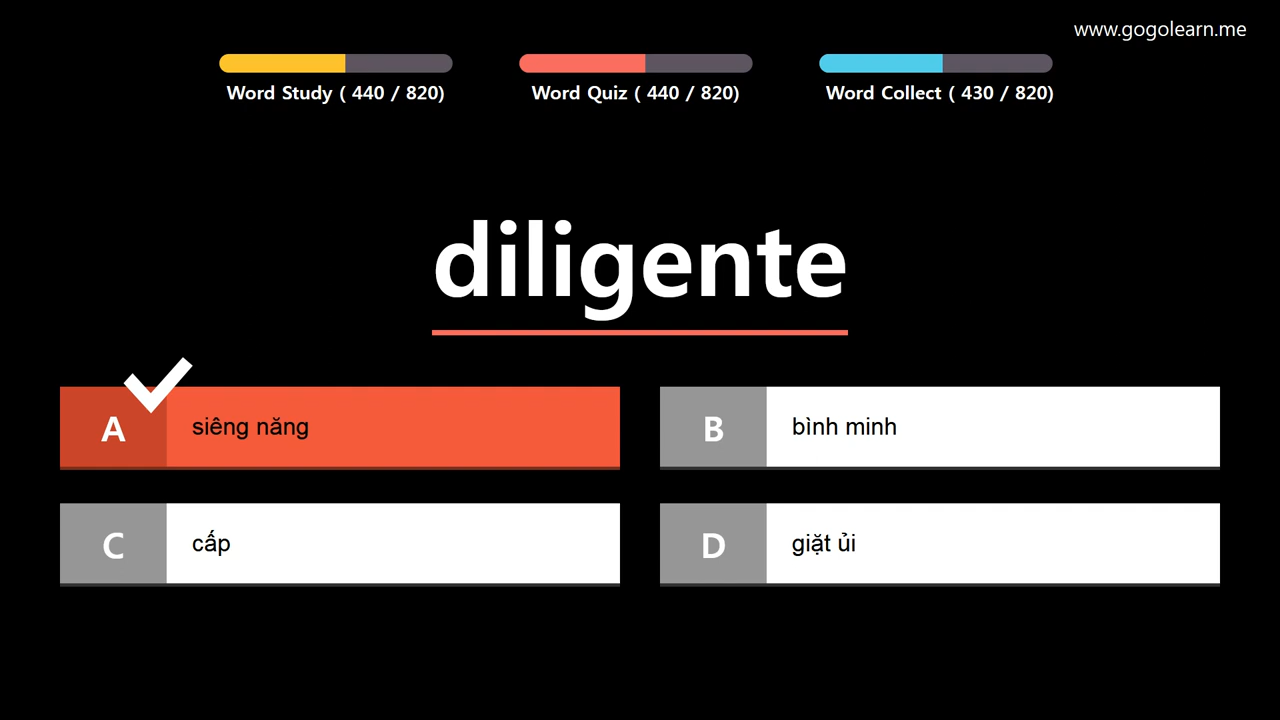 www.gogolearn.me
Word Study ( 440 / 820)
Word Quiz ( 440 / 820)
Word Collect ( 430 / 820)
diligente
A siêng năng
B bình minh
C cấp
D giặt ủi